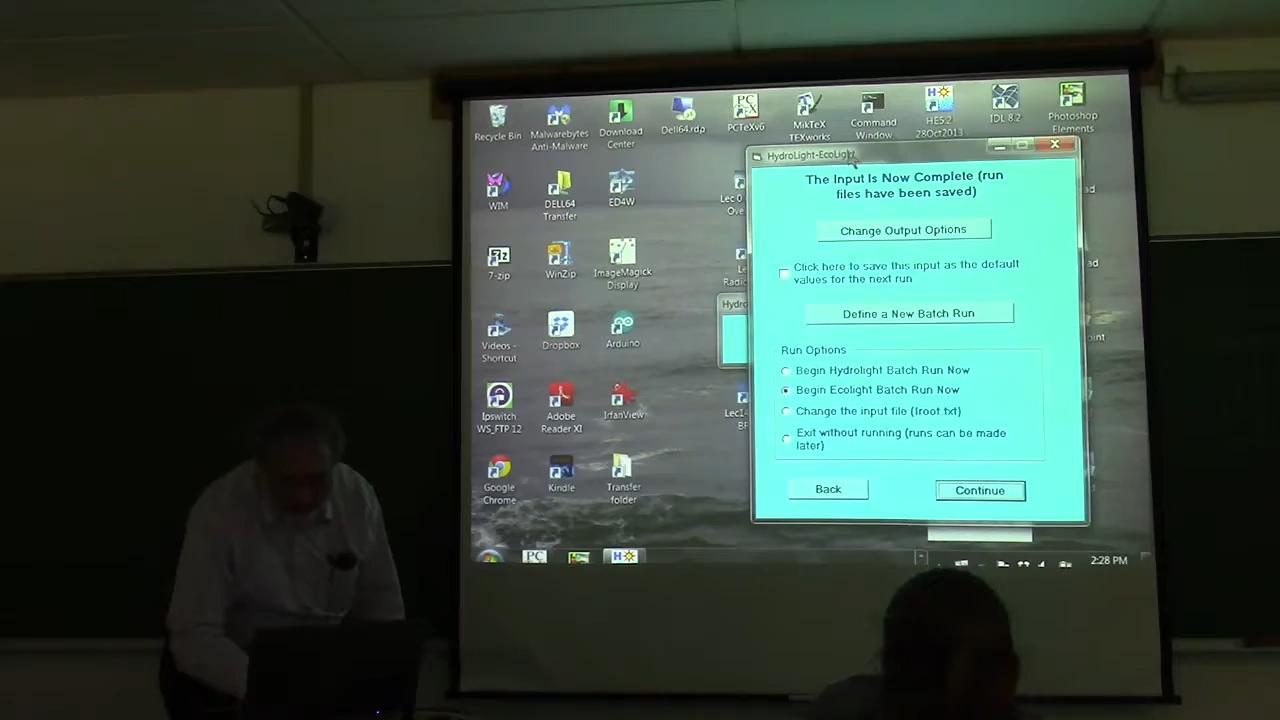 Recycle Bin
Malwarebytes
Anti-Malware
Download
Center
Dell64.rdp
PCTeXv6
MikTeX
TEXworks
Command
Window
HE5.2
28Oct2013
IDL 8.2
Photoshop
Elements
WIM
DELL64
Transfer
ED4W
Lec 0
Ove
7-zip
WinZip
ImageMagick
Display
Videos -
Shortcut
Dropbox
Arduino
Ipswitch
WS_FTP 12
Adobe
Reader XI
IrfanView
Google
Chrome
Kindle
Transfer
folder
HydroLight-EcoLight
The Input Is Now Complete (run
files have been saved)
Change Output Options
Click here to save this input as the default
values for the next run
Define a New Batch Run
Run Options
Begin Hydrolight Batch Run Now
Begin Ecolight Batch Run Now
Change the input file (Iroot.txt)
Exit without running (runs can be made
later)
Back
Continue
PC
2:28 PM